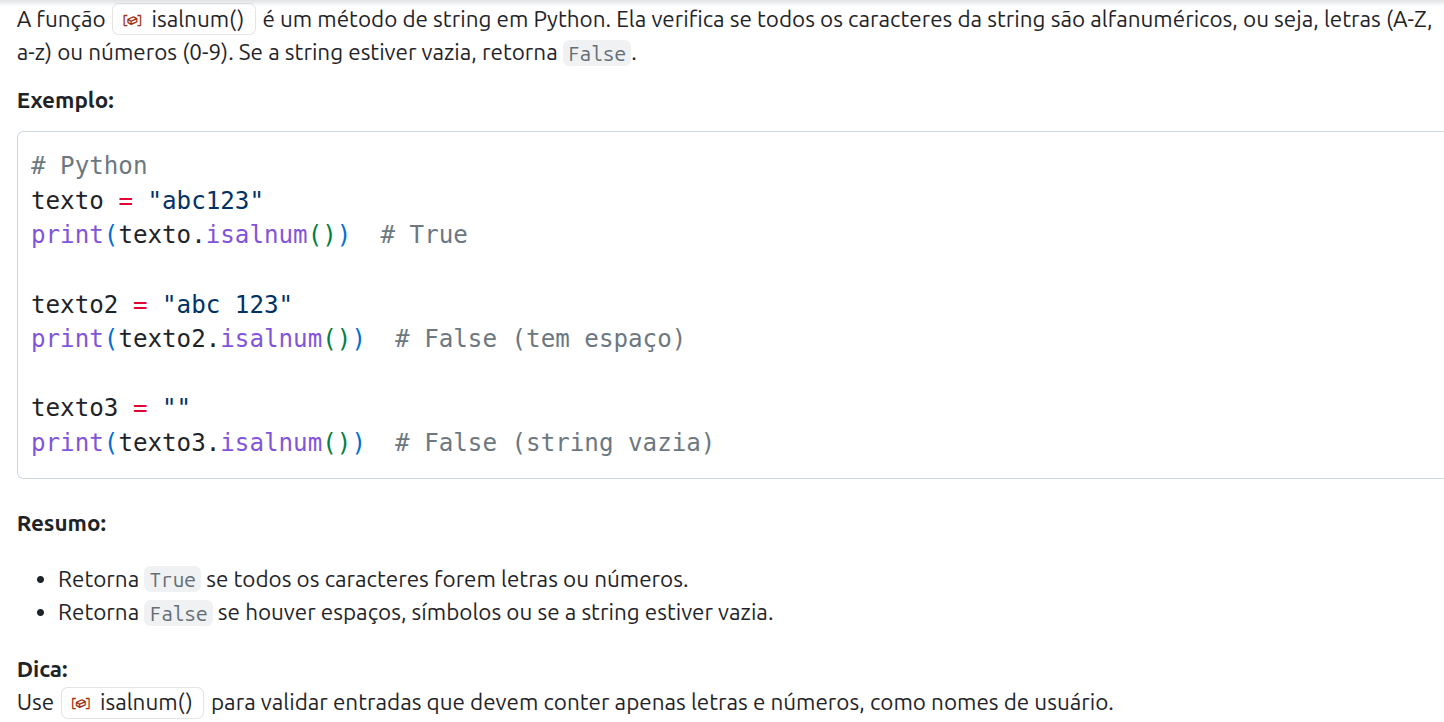 A função isalnum() é um método de string em Python. Ela verifica se todos os caracteres da string são alfanuméricos, ou seja, letras (A-Z,
a-z) ou números (0-9). Se a string estiver vazia, retorna False.
Exemplo:
# Python
texto = "abc123"
print(texto.isalnum())  # True
texto2 = "abc 123"
print(texto2.isalnum())  # False (tem espaço)
texto3 = ""
print(texto3.isalnum())  # False (string vazia)
Resumo:
• Retorna True se todos os caracteres forem letras ou números.
• Retorna False se houver espaços, símbolos ou se a string estiver vazia.
Dica:
Use isalnum() para validar entradas que devem conter apenas letras e números, como nomes de usuário.